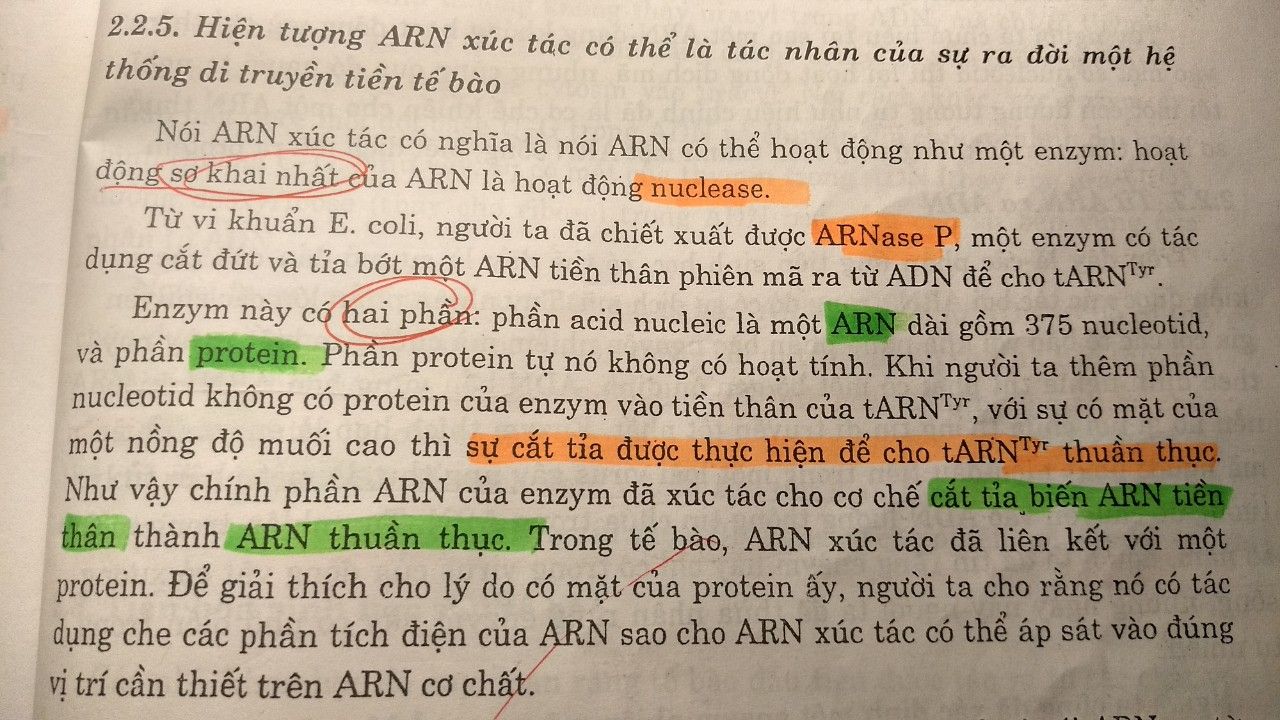 2.2.5. Hiện tượng ARN xúc tác có thể là tác nhân của sự ra đời một hệ
thống di truyền tiền tế bào
Nói ARN xúc tác có nghĩa là nói ARN có thể hoạt động như một enzym: hoạt
động sơ khai nhất của ARN là hoạt động nuclease.
Từ vi khuẩn E. coli, người ta đã chiết xuất được ARNase P, một enzym có tác
dụng cắt đứt và tỉa bớt một ARN tiền thân phiên mã ra từ ADN để cho tARNTyr.
Enzym này có hai phần: phần acid nucleic là một ARN dài gồm 375 nucleotid,
và phần protein. Phần protein tự nó không có hoạt tính. Khi người ta thêm phần
nucleotid không có protein của enzym vào tiền thân của tARNTyr, với sự có mặt của
một nồng độ muối cao thì sự cắt tỉa được thực hiện để cho tARNTyr thuần thục.
Như vậy chính phần ARN của enzym đã xúc tác cho cơ chế cắt tỉa biến ARN tiền
thân thành ARN thuần thục. Trong tế bào, ARN xúc tác đã liên kết với một
protein. Để giải thích cho lý do có mặt của protein ấy, người ta cho rằng nó có tác
dụng che các phần tích điện của ARN sao cho ARN xúc tác có thể áp sát vào đúng
vị trí cần thiết trên ARN cơ chất.